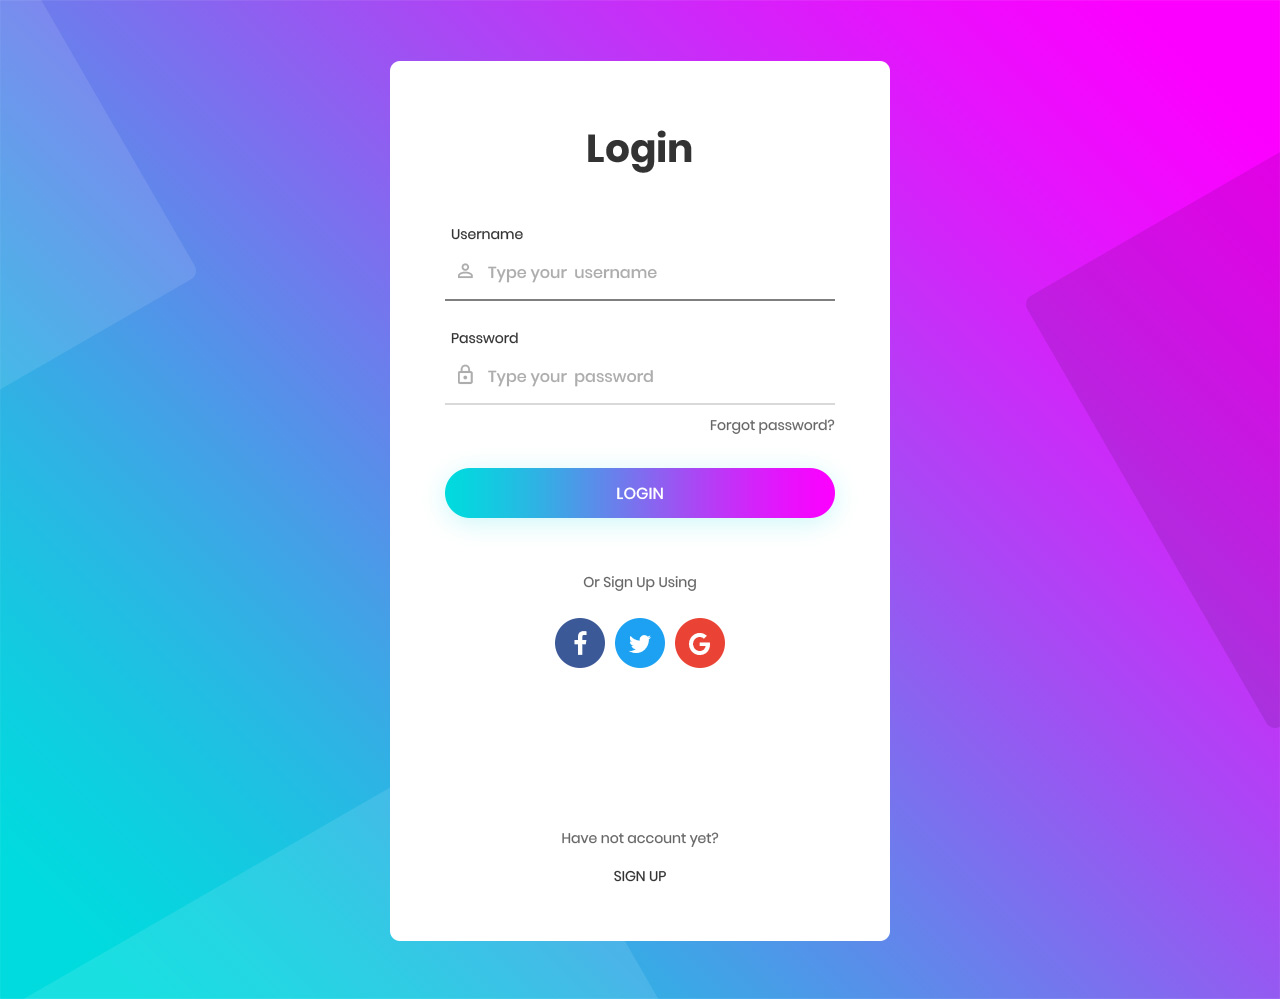 Login
Username
Type your  username
Password
Type your  password
Forgot password?
LOGIN
Or Sign Up Using
Have not account yet?
SIGN UP